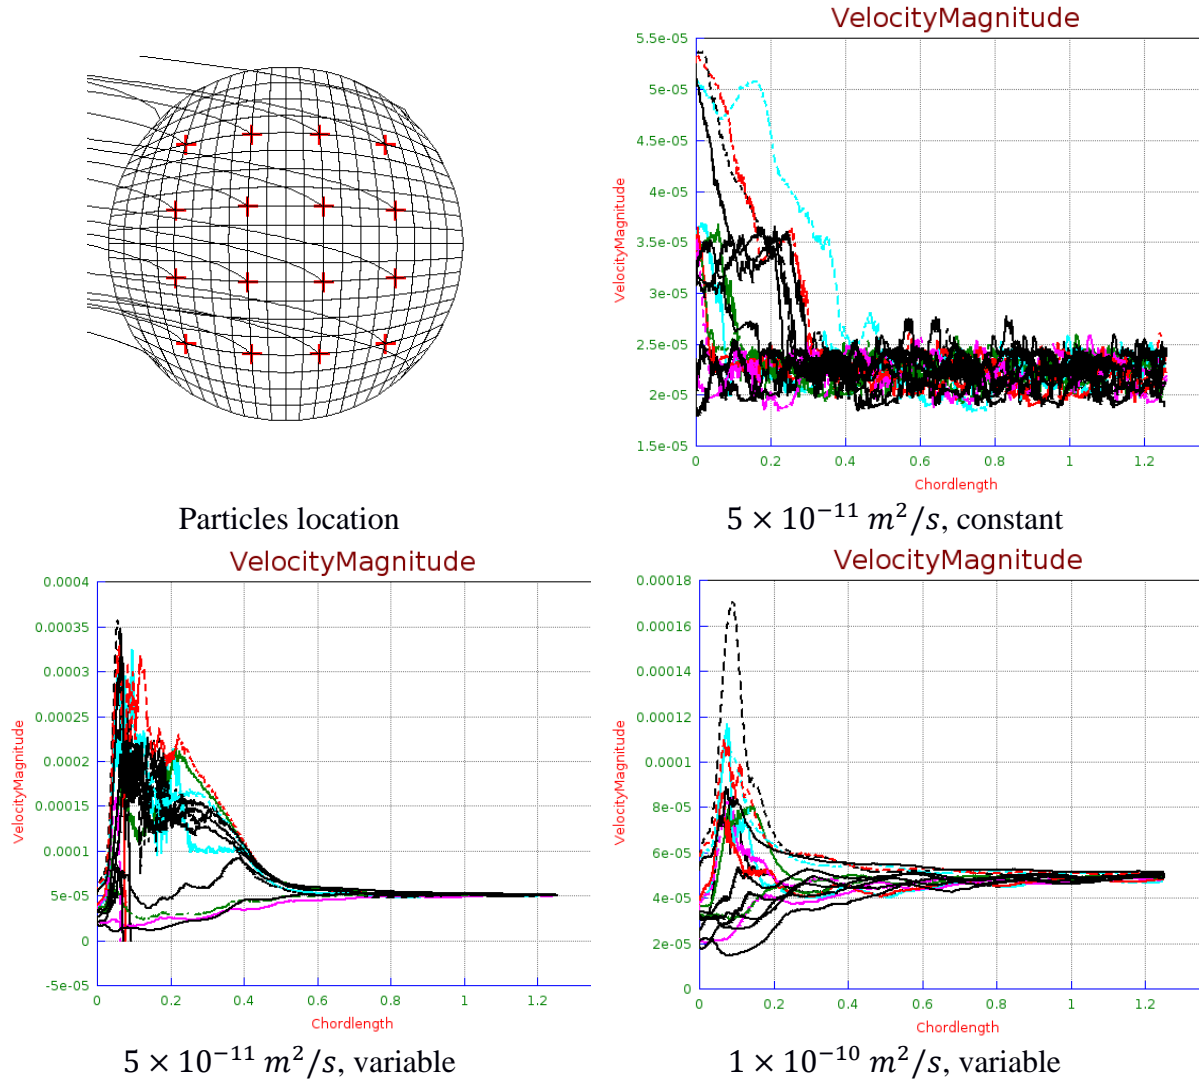 VelocityMagnitude
5.5e-05
5e-05
4.5e-05
4e-05
3.5e-05
3e-05
2.5e-05
2e-05
1.5e-05
VelocityMagnitude
0 0.2 0.4 0.6 0.8 1 1.2
Chordlength
Particles location
5 × 10⁻¹¹ m²/s, constant
VelocityMagnitude
0.0004
0.00035
0.0003
0.00025
0.0002
0.00015
0.0001
5e-05
0
-5e-05
VelocityMagnitude
0 0.2 0.4 0.6 0.8 1 1.2
Chordlength
5 × 10⁻¹¹ m²/s, variable
VelocityMagnitude
0.00018
0.00016
0.00014
0.00012
0.0001
8e-05
6e-05
4e-05
2e-05
0
VelocityMagnitude
0 0.2 0.4 0.6 0.8 1 1.2
Chordlength
1 × 10⁻¹⁰ m²/s, variable